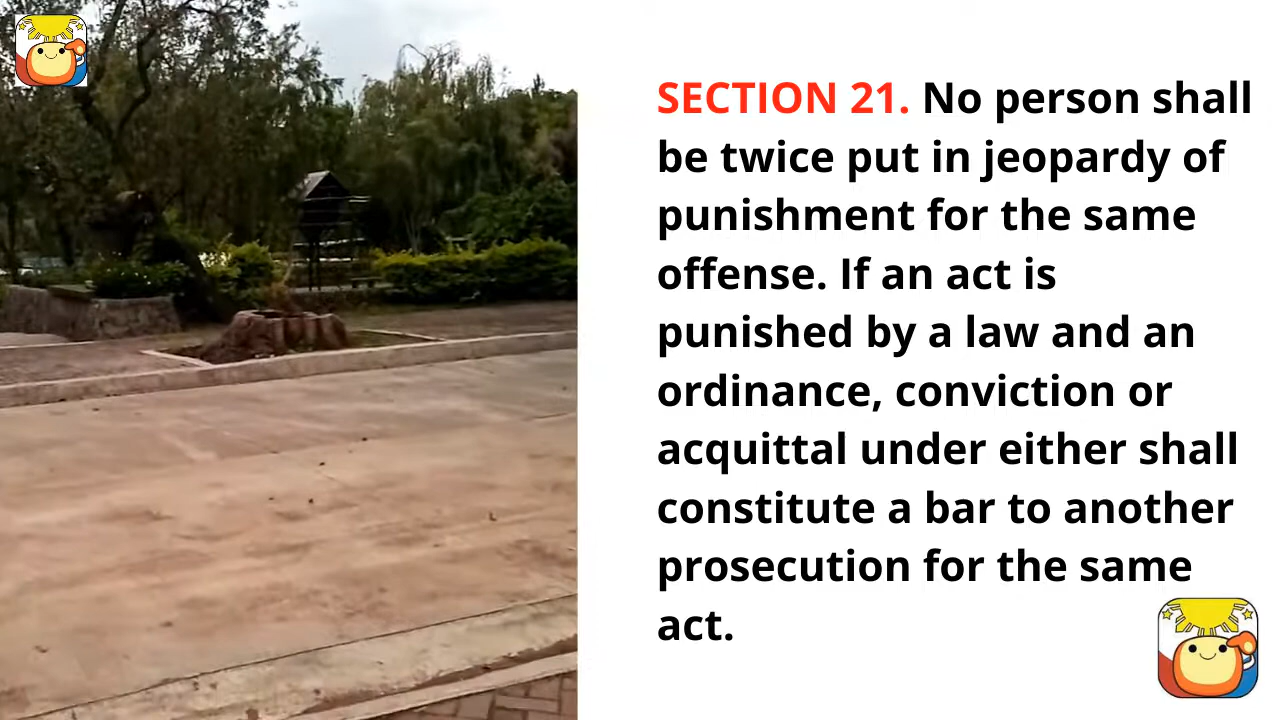 SECTION 21. No person shall
be twice put in jeopardy of
punishment for the same
offense. If an act is
punished by a law and an
ordinance, conviction or
acquittal under either shall
constitute a bar to another
prosecution for the same
act.